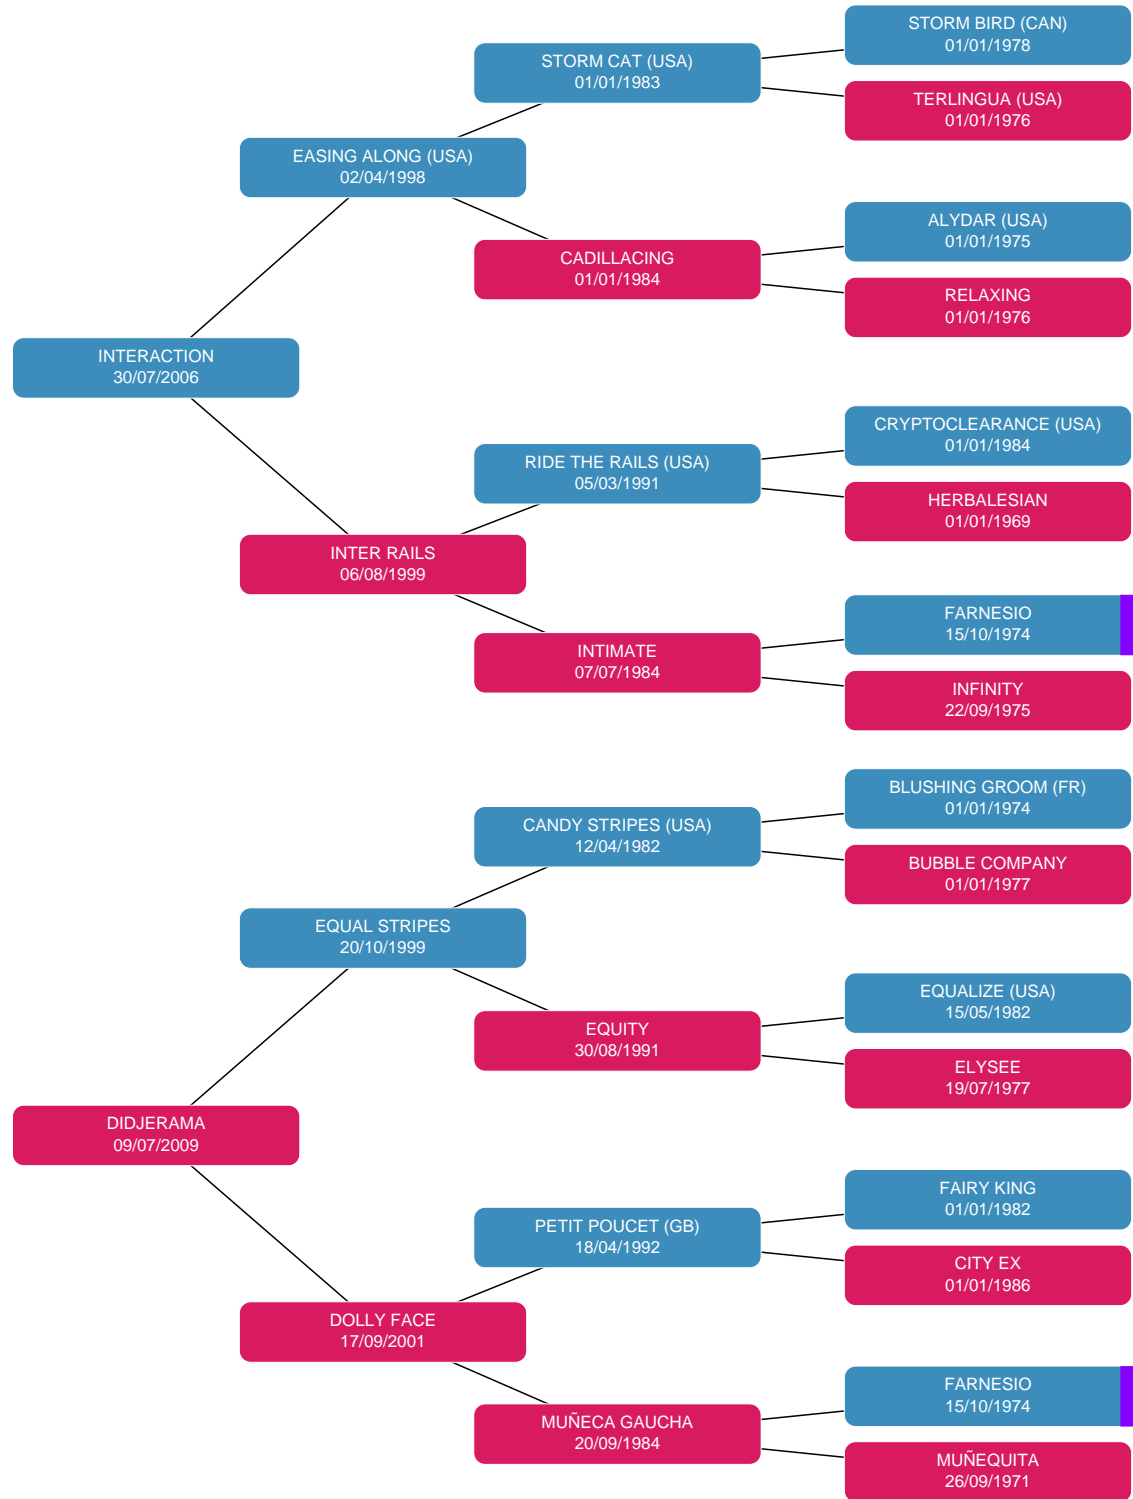 STORM BIRD (CAN)
01/01/1978
STORM CAT (USA)
01/01/1983
TERLINGUA (USA)
01/01/1976
EASING ALONG (USA)
02/04/1998
ALYDAR (USA)
01/01/1975
CADILLACING
01/01/1984
RELAXING
01/01/1976
INTERACTION
30/07/2006
CRYPTOCLEARANCE (USA)
01/01/1984
RIDE THE RAILS (USA)
05/03/1991
HERBALESIAN
01/01/1969
INTER RAILS
06/08/1999
FARNESIO
15/10/1974
INTIMATE
07/07/1984
INFINITY
22/09/1975
BLUSHING GROOM (FR)
01/01/1974
CANDY STRIPES (USA)
12/04/1982
BUBBLE COMPANY
01/01/1977
EQUAL STRIPES
20/10/1999
EQUALIZE (USA)
15/05/1982
EQUITY
30/08/1991
ELYSEE
19/07/1977
DIDJERAMA
09/07/2009
FAIRY KING
01/01/1982
PETIT POUCET (GB)
18/04/1992
CITY EX
01/01/1986
DOLLY FACE
17/09/2001
FARNESIO
15/10/1974
MUÑECA GAUCHA
20/09/1984
MUÑEQUITA
26/09/1971